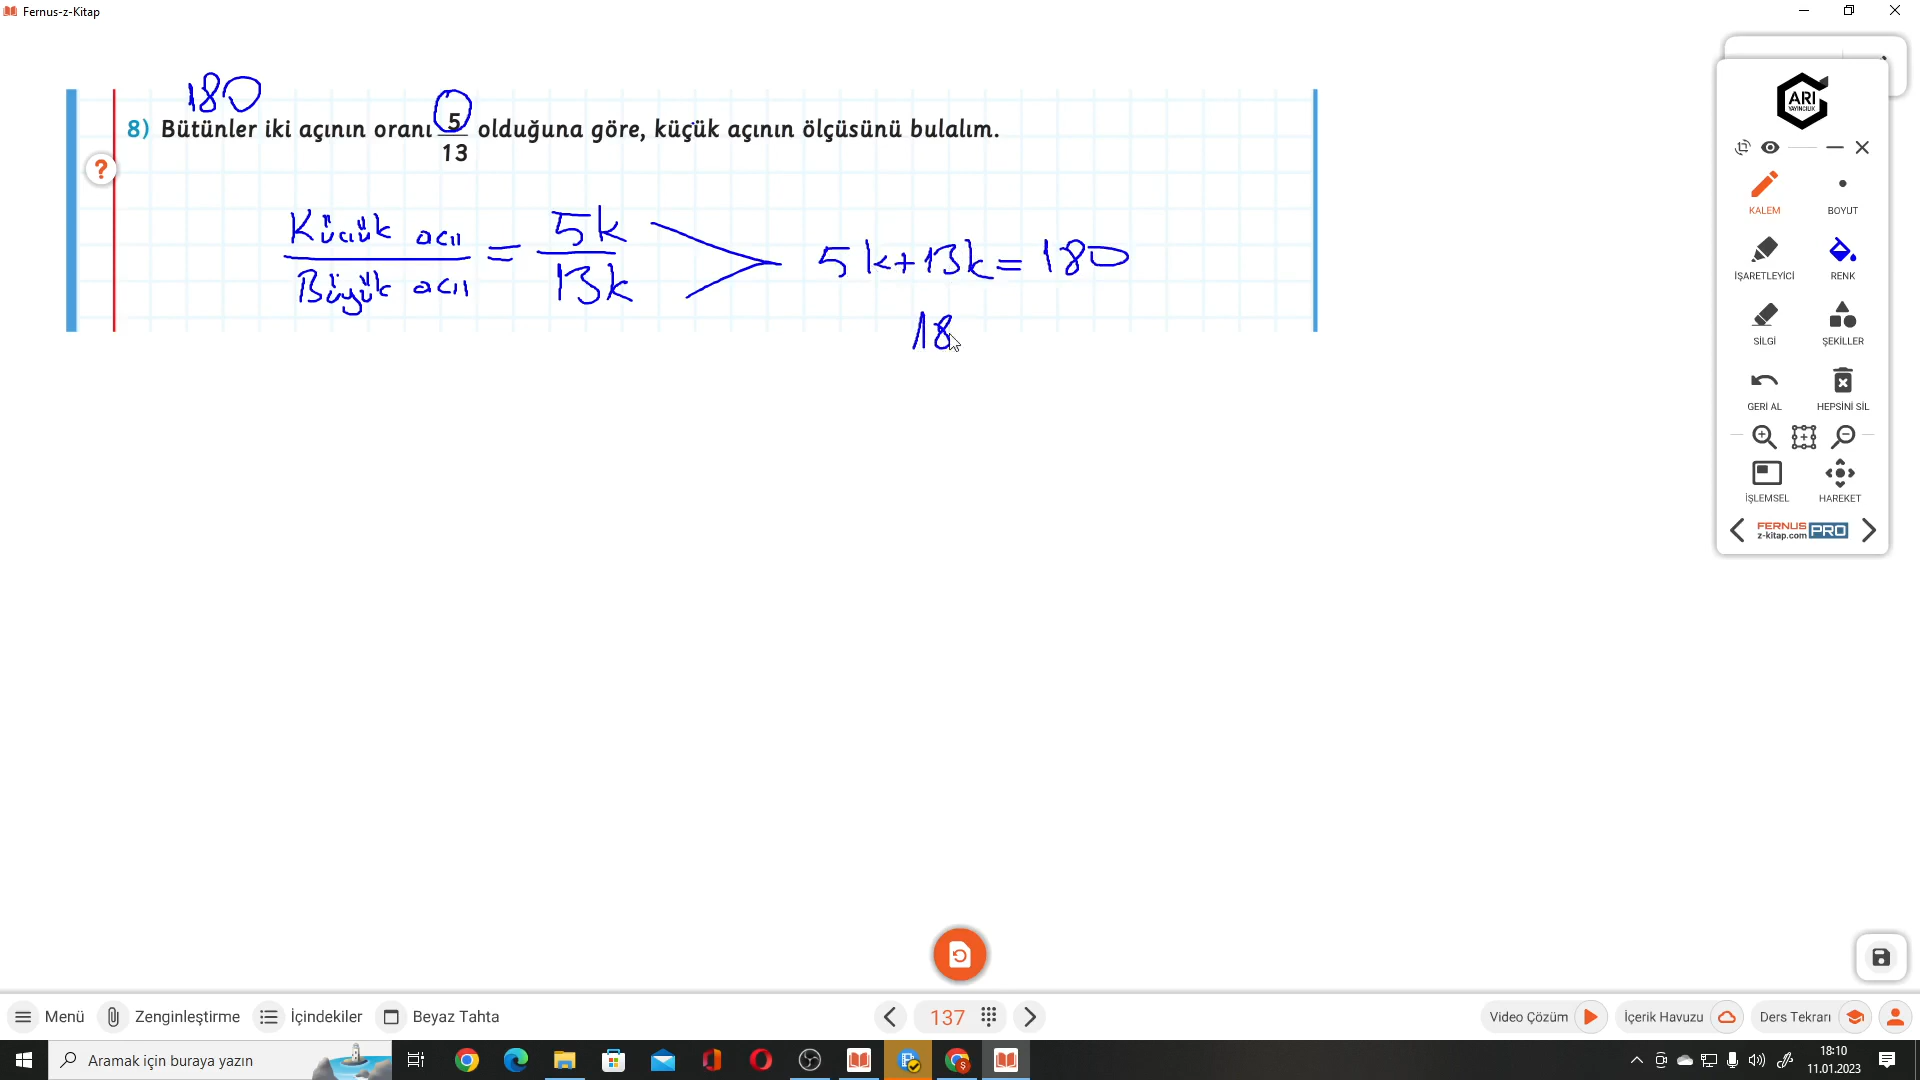 Fernus-z-Kitap
180
8) Bütünler iki açının oranı 5/13 olduğuna göre, küçük açının ölçüsünü bulalım.
?
Küçük açı / Büyük açı = 5k / 13k
5k+13k=180
18
ARI
YAYINCILIK
KALEM BOYUT
İŞARETLEYİCİ RENK
SİLGİ ŞEKİLLER
GERİ AL HEPSİNİ SİL
İŞLEMSEL HAREKET
FERNUS
z-kitap.com PRO
Menü Zenginleştirme İçindekiler Beyaz Tahta 137 Video Çözüm İçerik Havuzu Ders Tekrarı
Aramak için buraya yazın
18:10
11.01.2023